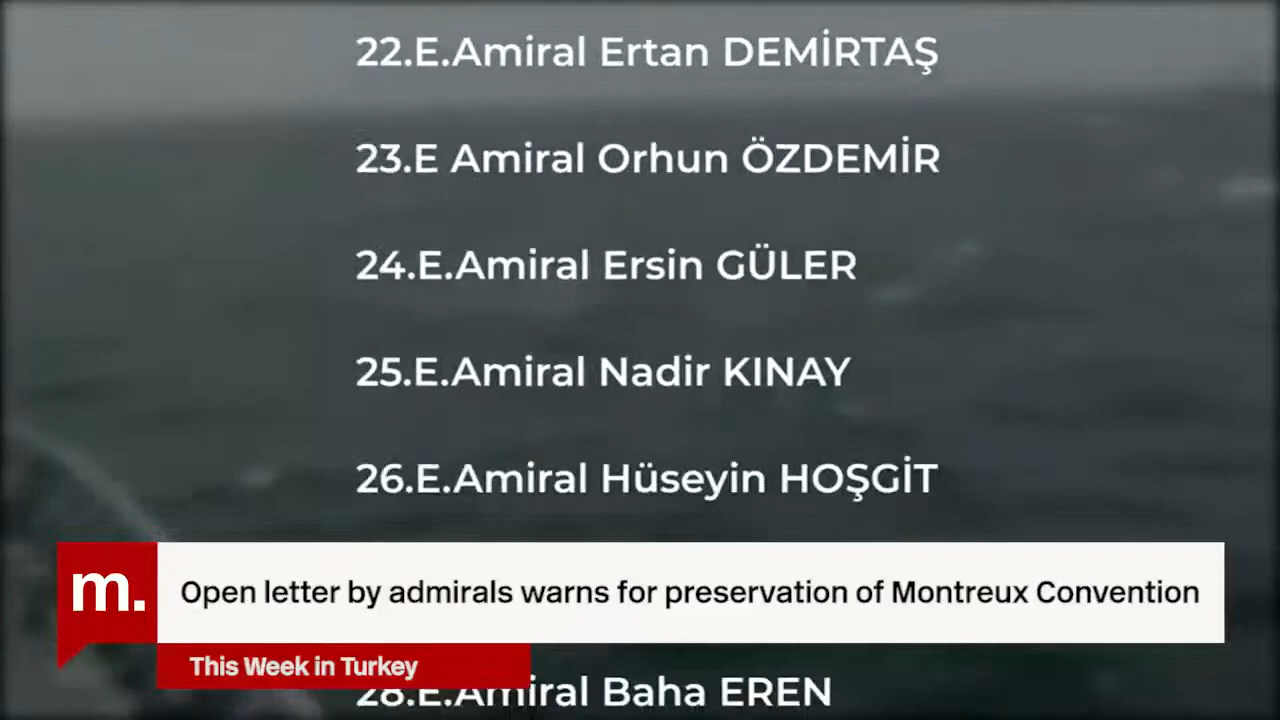 22.E.Amiral Ertan DEMİRTAŞ
23.E Amiral Orhun ÖZDEMİR
24.E.Amiral Ersin GÜLER
25.E.Amiral Nadir KINAY
26.E.Amiral Hüseyin HOŞGİT
m.
Open letter by admirals warns for preservation of Montreux Convention
This Week in Turkey
28.E.Amiral Baha EREN